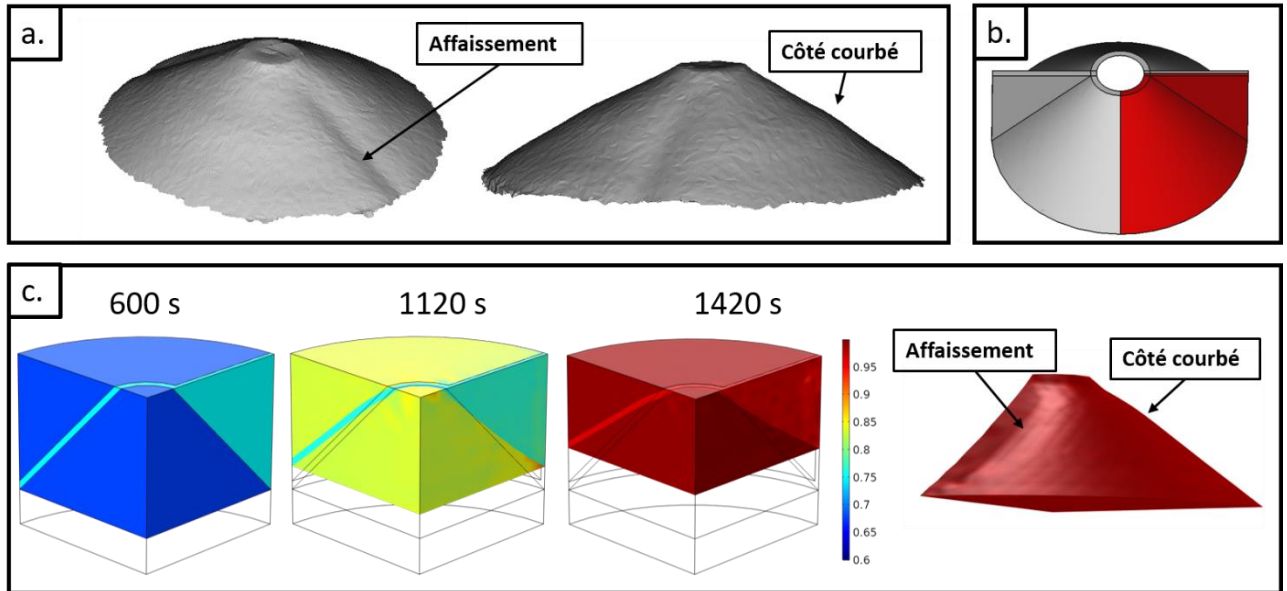 a.
Affaissement
Côté courbé
b.
c.
600 s
1120 s
1420 s
0.95
0.9
0.85
0.8
0.75
0.7
0.65
0.6
Affaissement
Côté courbé